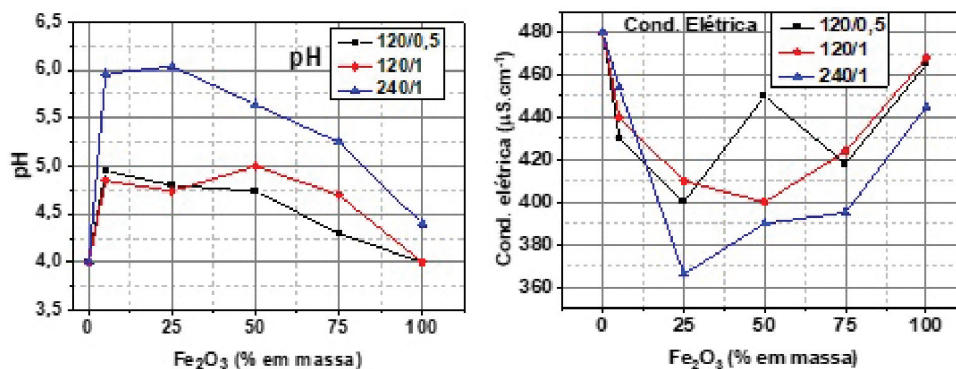 6,5
6,0
5,5
5,0
4,5
4,0
3,5
pH
pH
120/0,5
120/1
240/1
0 25 50 75 100
Fe₂O₃ (% em massa)
480
460
440
420
400
380
360
Cond. elétrica (µS.cm⁻¹)
Cond. Elétrica
120/0,5
120/1
240/1
0 25 50 75 100
Fe₂O₃ (% em massa)